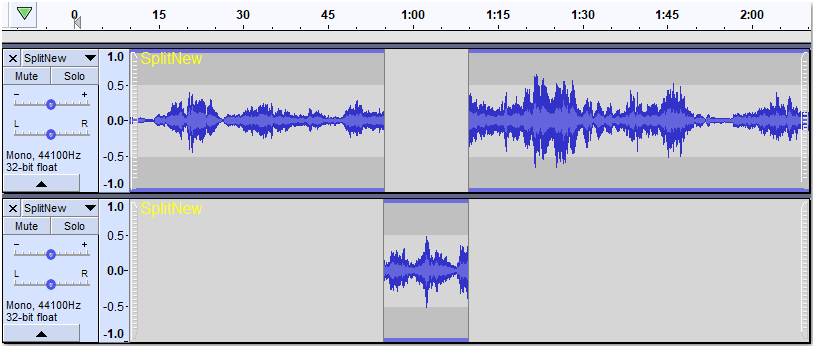 0 15 30 45 1:00 1:15 1:30 1:45 2:00
× SplitNew ▼
Mute Solo
- +
L R
Mono, 44100Hz
32-bit float
1.0
0.5
0.0
-0.5
-1.0
SplitNew
× SplitNew ▼
Mute Solo
- +
L R
Mono, 44100Hz
32-bit float
1.0
0.5
0.0
-0.5
-1.0
SplitNew